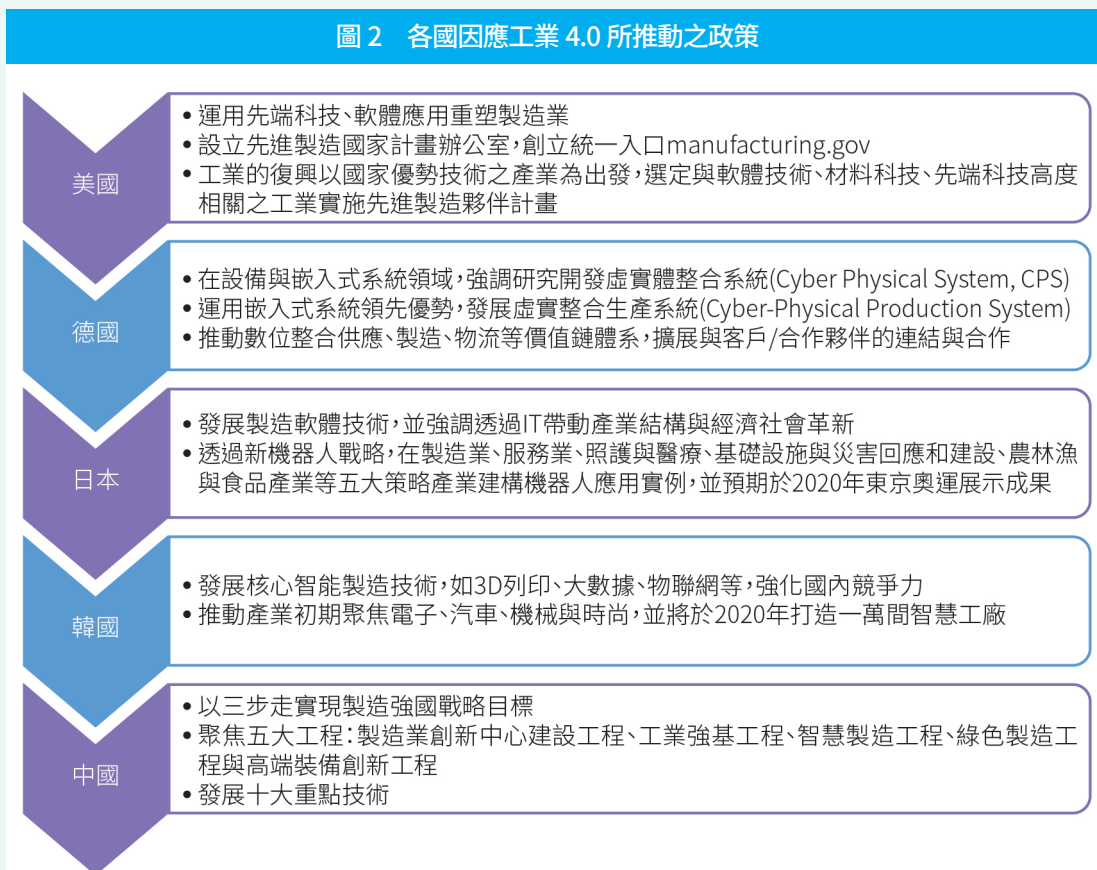 圖 2　各國因應工業 4.0 所推動之政策
美國
• 運用先端科技、軟體應用重塑製造業
• 設立先進製造國家計畫辦公室，創立統一入口manufacturing.gov
• 工業的復興以國家優勢技術之產業為出發，選定與軟體技術、材料科技、先端科技高度
相關之工業實施先進製造夥伴計畫
德國
• 在設備與嵌入式系統領域，強調研究開發虛實體整合系統(Cyber Physical System, CPS)
• 運用嵌入式系統領先優勢，發展虛實整合生產系統(Cyber-Physical Production System)
• 推動數位整合供應、製造、物流等價值鏈體系，擴展與客戶/合作夥伴的連結與合作
日本
• 發展製造軟體技術，並強調透過IT帶動產業結構與經濟社會革新
• 透過新機器人戰略，在製造業、服務業、照護與醫療、基礎設施與災害回應和建設、農林漁
與食品產業等五大策略產業建構機器人應用實例，並預期於2020年東京奧運展示成果
韓國
• 發展核心智能製造技術，如3D列印、大數據、物聯網等，強化國內競爭力
• 推動產業初期聚焦電子、汽車、機械與時尚，並將於2020年打造一萬間智慧工廠
中國
• 以三步走實現製造強國戰略目標
• 聚焦五大工程：製造業創新中心建設工程、工業強基工程、智慧製造工程、綠色製造工
程與高端裝備創新工程
• 發展十大重點技術